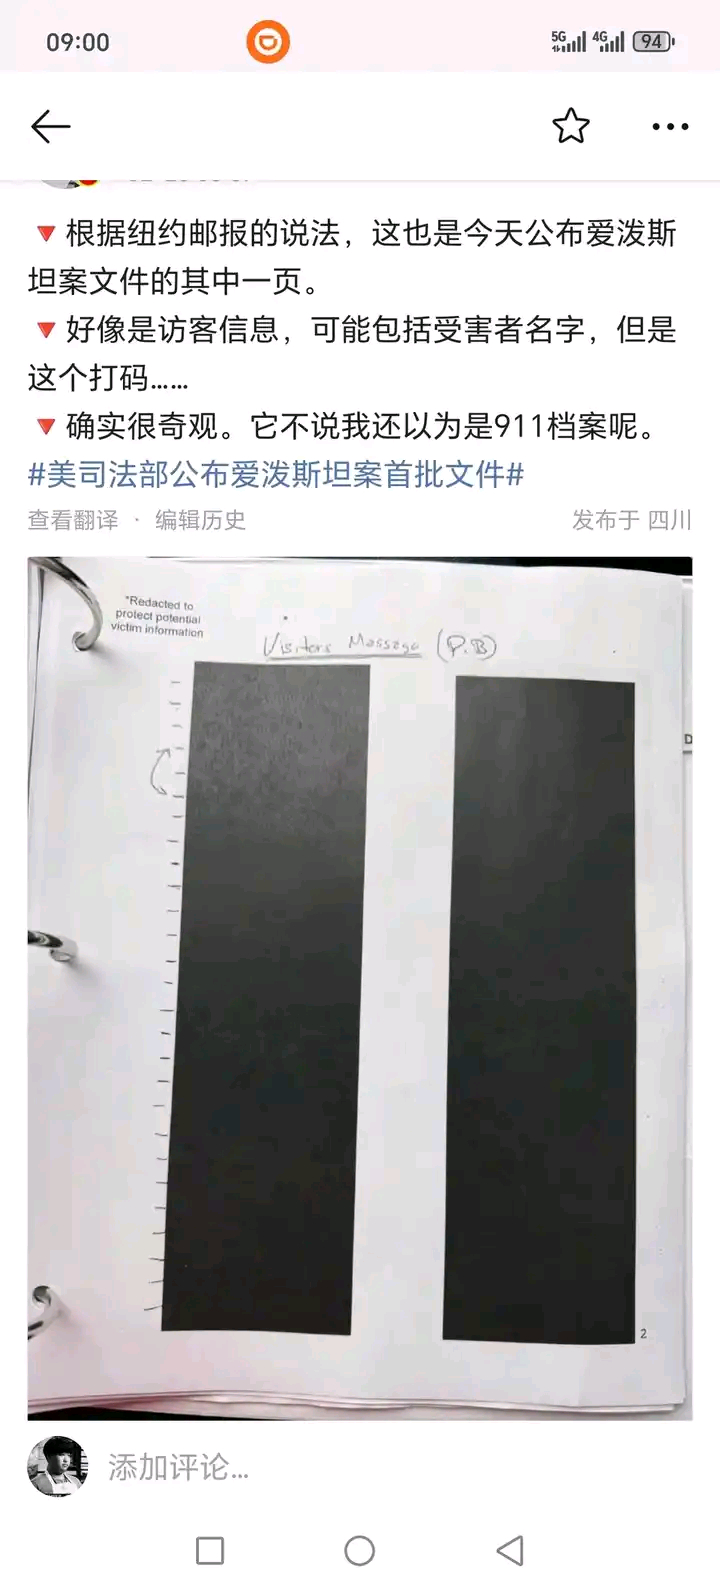 09:00
5G 4G 94
🔻根据纽约邮报的说法，这也是今天公布爱泼斯
坦案文件的其中一页。
🔻好像是访客信息，可能包括受害者名字，但是
这个打码……
🔻确实很奇观。它不说我还以为是911档案呢。
#美司法部公布爱泼斯坦案首批文件#
查看翻译 · 编辑历史 发布于 四川
*Redacted to
protect potential
victim information
Visitors Massage (P.B)
D
2
添加评论...